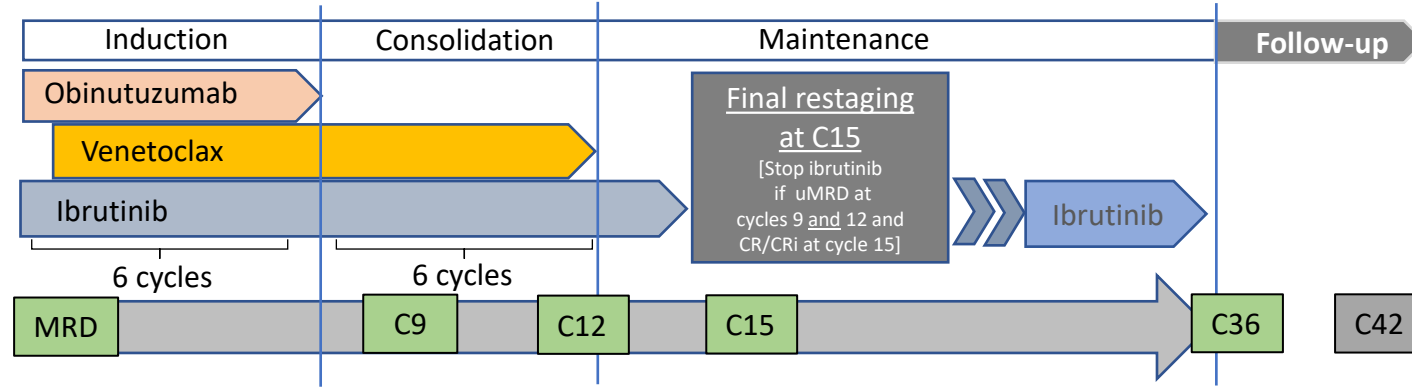 Induction
Consolidation
Maintenance
Follow-up
Obinutuzumab
Venetoclax
Ibrutinib
Final restaging
at C15
[Stop ibrutinib
if uMRD at
cycles 9 and 12 and
CR/CRi at cycle 15]
Ibrutinib
6 cycles
6 cycles
MRD
C9
C12
C15
C36
C42